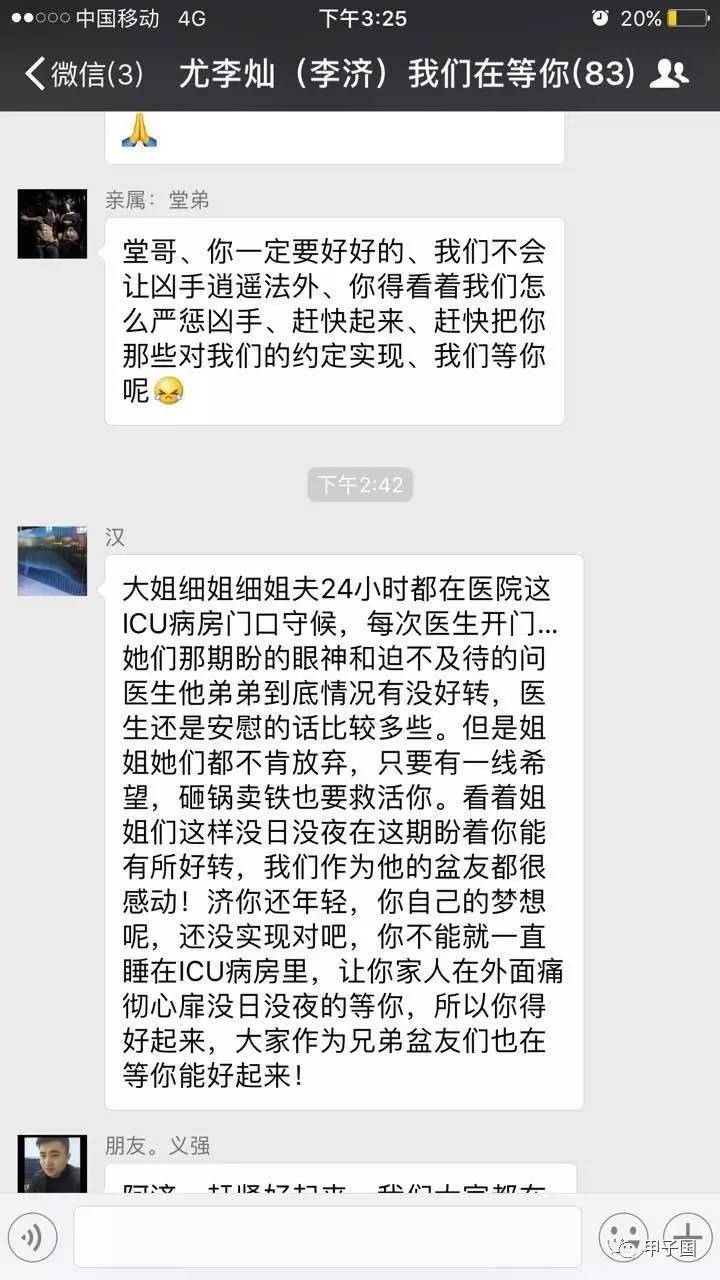 中国移动 4G 下午3:25 20%
微信(3) 尤李灿（李济）我们在等你(83)
亲属：堂弟
堂哥、你一定要好好的、我们不会
让凶手逍遥法外、你得看着我们怎
么严惩凶手、赶快起来、赶快把你
那些对我们的约定实现、我们等你
呢
下午2:42
汉
大姐细姐细姐夫24小时都在医院这
ICU病房门口守候，每次医生开门...
她们那期盼的眼神和迫不及待的问
医生他弟弟到底情况有没好转，医
生还是安慰的话比较多些。但是姐
姐她们都不肯放弃，只要有一线希
望，砸锅卖铁也要救活你。看着姐
姐们这样没日没夜在这期盼着你能
有所好转，我们作为他的盆友都很
感动！济你还年轻，你自己的梦想
呢，还没实现对吧，你不能就一直
睡在ICU病房里，让你家人在外面痛
彻心扉没日没夜的等你，所以你得
好起来，大家作为兄弟盆友们也在
等你能好起来！
朋友。义强
阿济，赶紧好起来，我们大家都在
甲子国